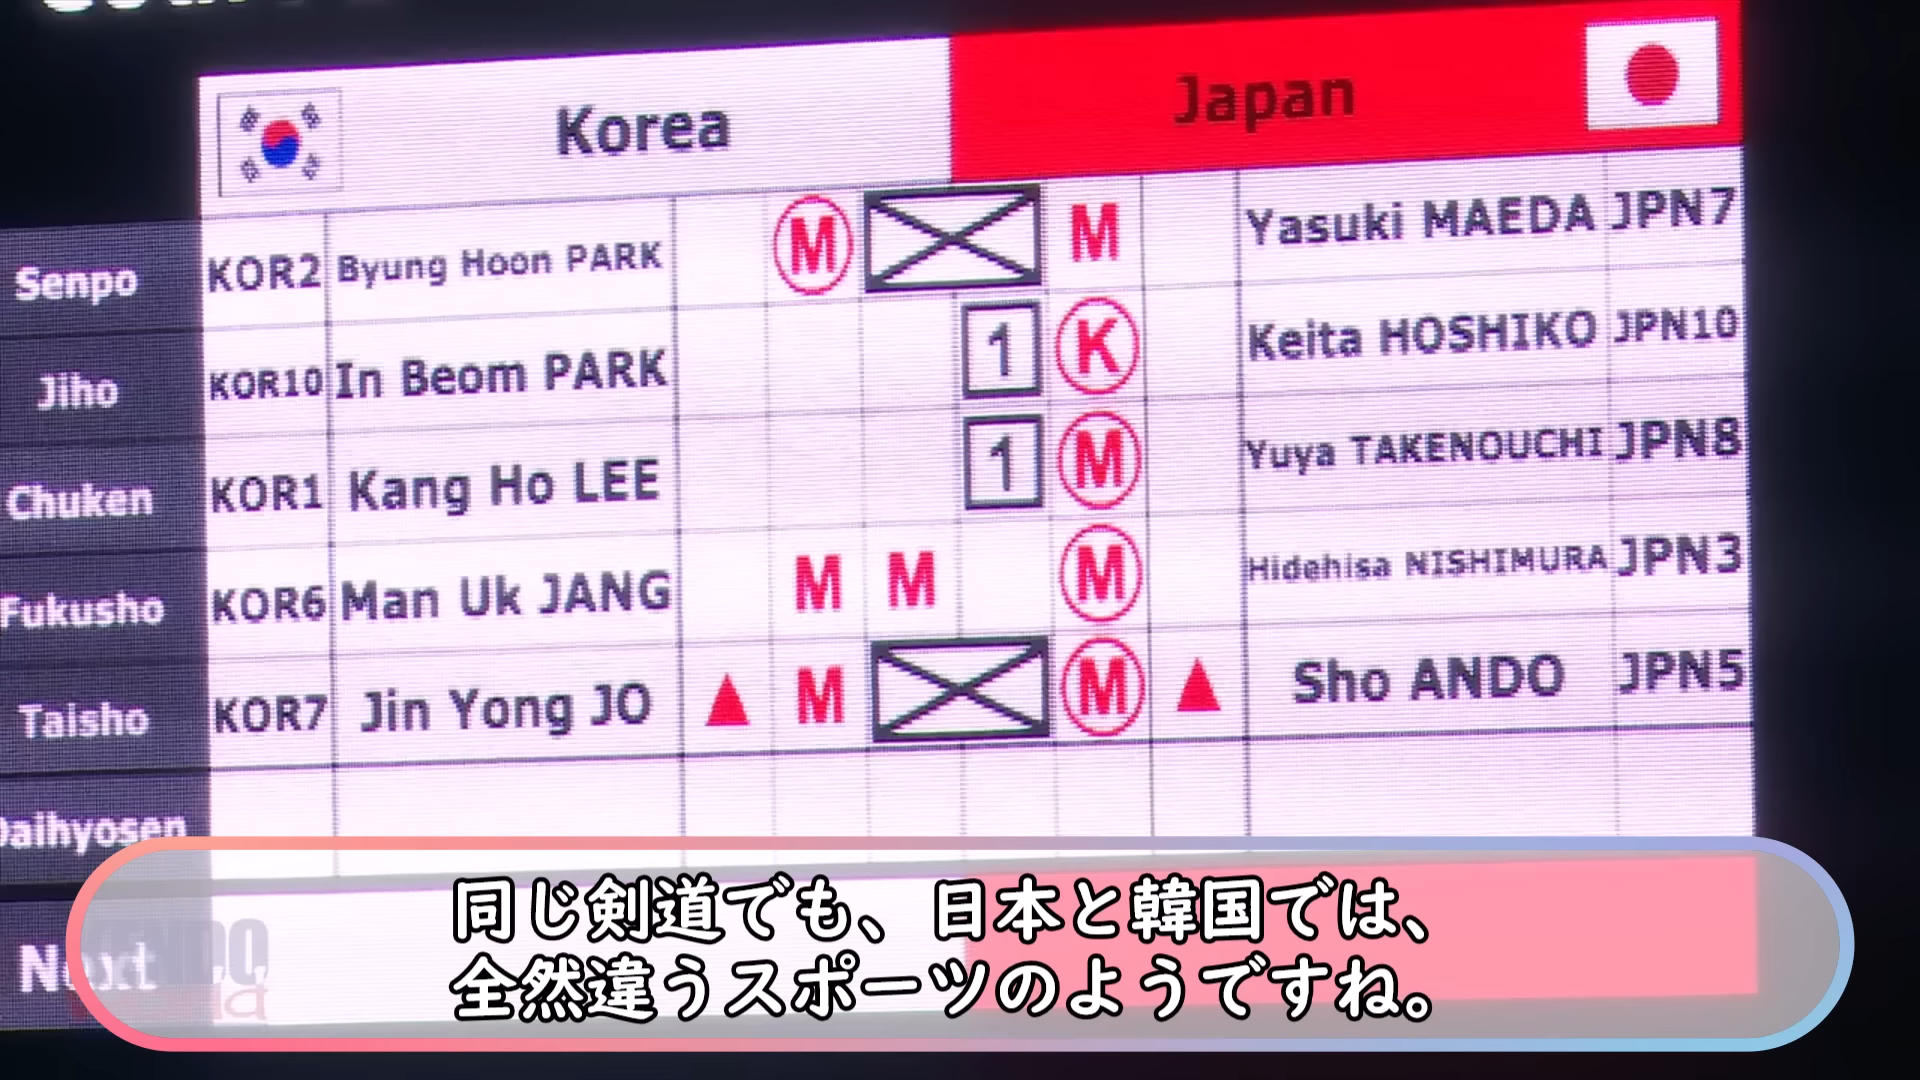 Korea Japan
Senpo KOR2 Byung Hoon PARK M M Yasuki MAEDA JPN7
Jiho KOR10 In Beom PARK 1 K Keita HOSHIKO JPN10
Chuken KOR1 Kang Ho LEE 1 M Yuya TAKENOUCHI JPN8
Fukusho KOR6 Man Uk JANG M M M Hidehisa NISHIMURA JPN3
Taisho KOR7 Jin Yong JO ▲ M M ▲ Sho ANDO JPN5
Daihyosen
同じ剣道でも、日本と韓国では、
全然違うスポーツのようですね。
Next